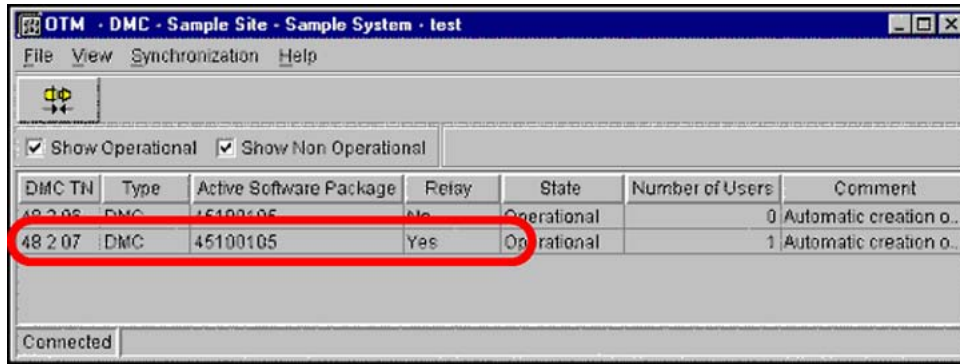 OTM - DMC - Sample Site - Sample System - test
File View Synchronization Help
Show Operational Show Non Operational
DMC TN Type Active Software Package Relay State Number of Users Comment
DMC 45100105 No Operational 0 Automatic creation o..
48 2 07 DMC 45100105 Yes Operational 1 Automatic creation o..
Connected